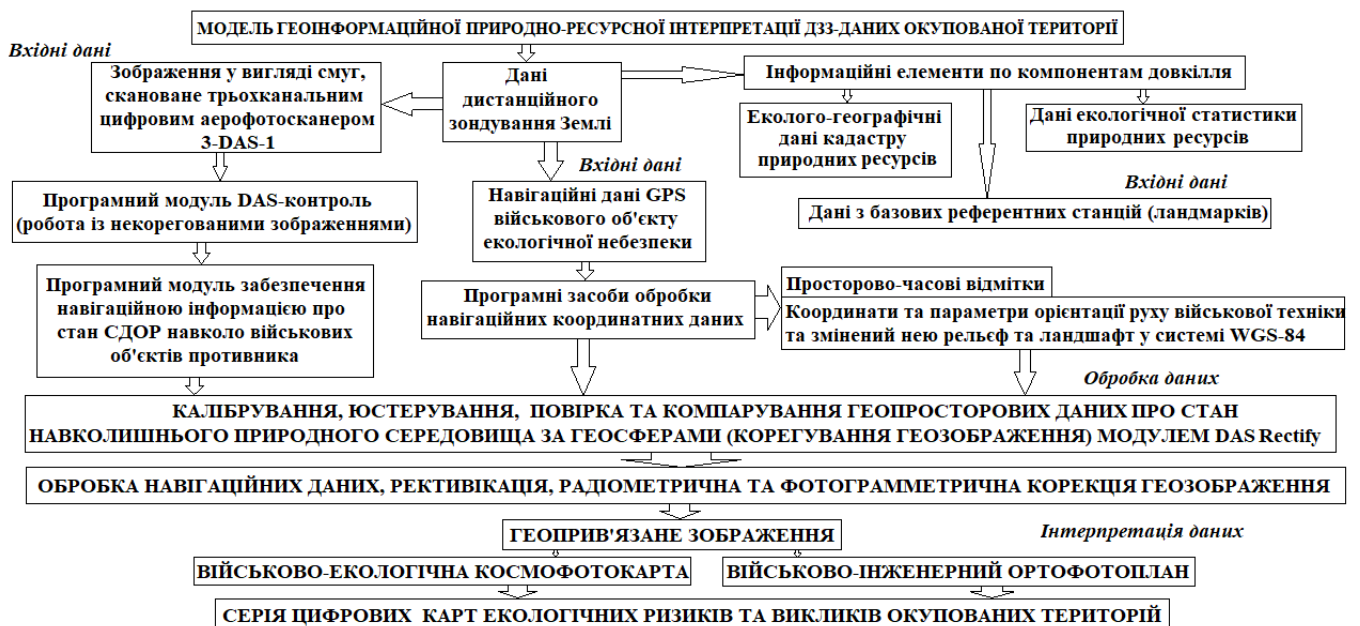 МОДЕЛЬ ГЕОІНФОРМАЦІЙНОЇ ПРИРОДНО-РЕСУРСНОЇ ІНТЕРПРЕТАЦІЇ ДЗЗ-ДАНИХ ОКУПОВАНОЇ ТЕРИТОРІЇ
Вхідні дані
Зображення у вигляді смуг,
скановане трьохканальним
цифровим аерофотосканером
3-DAS-1
Дані
дистанційного
зондування Землі
Інформаційні елементи по компонентам довкілля
Еколого-географічні
дані кадастру
природних ресурсів
Дані екологічної статистики
природних ресурсів
Вхідні дані
Вхідні дані
Програмний модуль DAS-контроль
(робота із некорегованими зображеннями)
Навігаційні дані GPS
військового об'єкту
екологічної небезпеки
Дані з базових референтних станцій (ландмарків)
Програмний модуль забезпечення
навігаційною інформацією про
стан СДОР навколо військових
об'єктів противника
Програмні засоби обробки
навігаційних координатних даних
Просторово-часові відмітки
Координати та параметри орієнтації руху військової техніки
та змінений нею рельєф та ландшафт у системі WGS-84
Обробка даних
КАЛІБРУВАННЯ, ЮСТЕРУВАННЯ, ПОВІРКА ТА КОМПАРУВАННЯ ГЕОПРОСТОРОВИХ ДАНИХ ПРО СТАН
НАВКОЛИШНЬОГО ПРИРОДНОГО СЕРЕДОВИЩА ЗА ГЕОСФЕРАМИ (КОРЕГУВАННЯ ГЕОЗОБРАЖЕННЯ) МОДУЛЕМ DAS Rectify
ОБРОБКА НАВІГАЦІЙНИХ ДАНИХ, РЕКТИВІКАЦІЯ, РАДІОМЕТРИЧНА ТА ФОТОГРАММЕТРИЧНА КОРЕКЦІЯ ГЕОЗОБРАЖЕННЯ
ГЕОПРИВ'ЯЗАНЕ ЗОБРАЖЕННЯ
Інтерпретація даних
ВІЙСЬКОВО-ЕКОЛОГІЧНА КОСМОФОТОКАРТА
ВІЙСЬКОВО-ІНЖЕНЕРНИЙ ОРТОФОТОПЛАН
СЕРІЯ ЦИФРОВИХ КАРТ ЕКОЛОГІЧНИХ РИЗИКІВ ТА ВИКЛИКІВ ОКУПОВАНИХ ТЕРИТОРІЙ